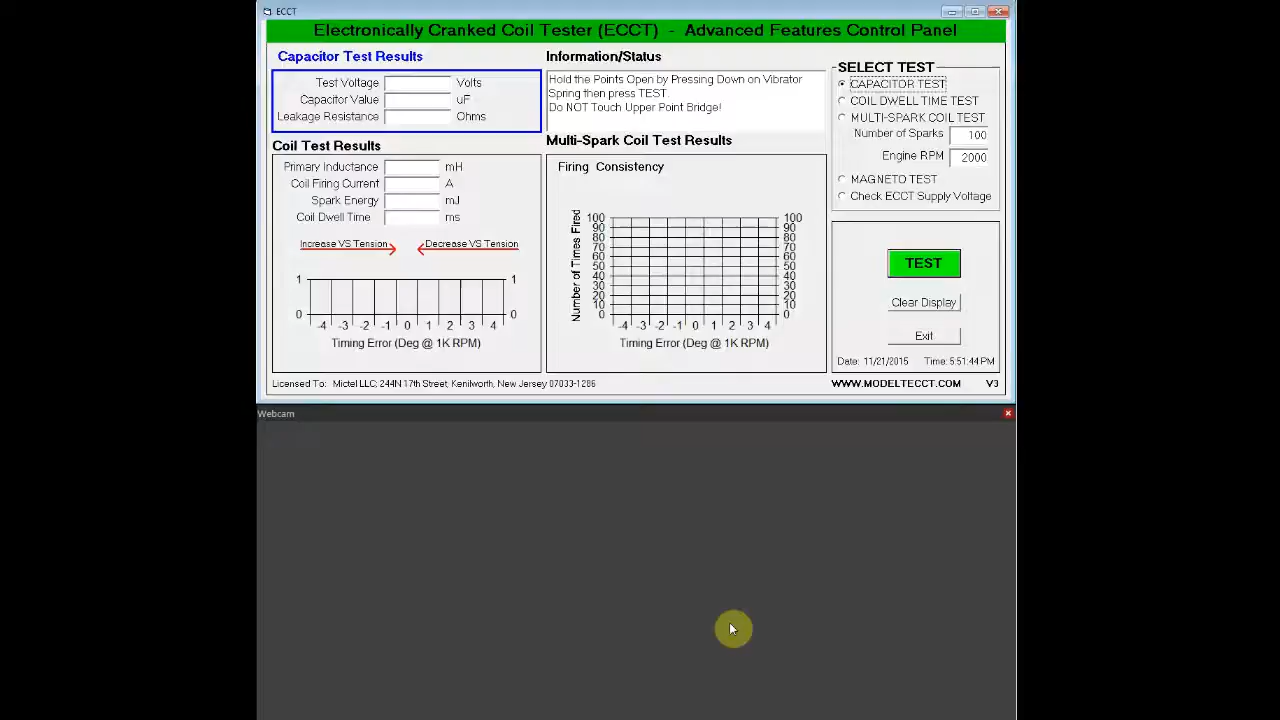 ECCT
Electronically Cranked Coil Tester (ECCT) - Advanced Features Control Panel
Capacitor Test Results
Test Voltage Volts
Capacitor Value uF
Leakage Resistance Ohms
Information/Status
Hold the Points Open by Pressing Down on Vibrator
Spring then press TEST.
Do NOT Touch Upper Point Bridge!
SELECT TEST
CAPACITOR TEST
COIL DWELL TIME TEST
MULTI-SPARK COIL TEST
Number of Sparks 100
Engine RPM 2000
MAGNETO TEST
Check ECCT Supply Voltage
Coil Test Results
Primary Inductance mH
Coil Firing Current A
Spark Energy mJ
Coil Dwell Time ms
Increase VS Tension Decrease VS Tension
1 1
0 0
-4 -3 -2 -1 0 1 2 3 4
Timing Error (Deg @ 1K RPM)
Multi-Spark Coil Test Results
Firing Consistency
Number of Times Fired
100 100
90 90
80 80
70 70
60 60
50 50
40 40
30 30
20 20
10 10
0 0
-4 -3 -2 -1 0 1 2 3 4
Timing Error (Deg @ 1K RPM)
TEST
Clear Display
Exit
Date: 11/21/2015 Time: 5:51:44 PM
Licensed To: Mictel LLC; 244N 17th Street; Kenilworth, New Jersey 07033-1286
WWW.MODELTECCT.COM V3
Webcam